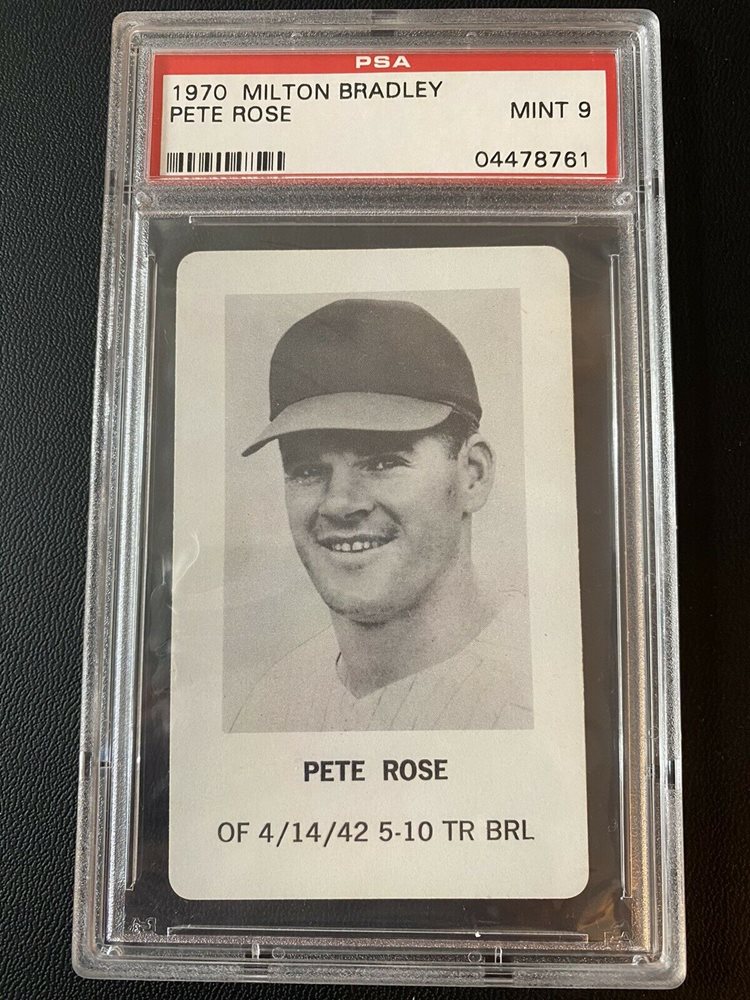 PSA
1970 MILTON BRADLEY
PETE ROSE MINT 9
04478761
PETE ROSE
OF 4/14/42 5-10 TR BRL